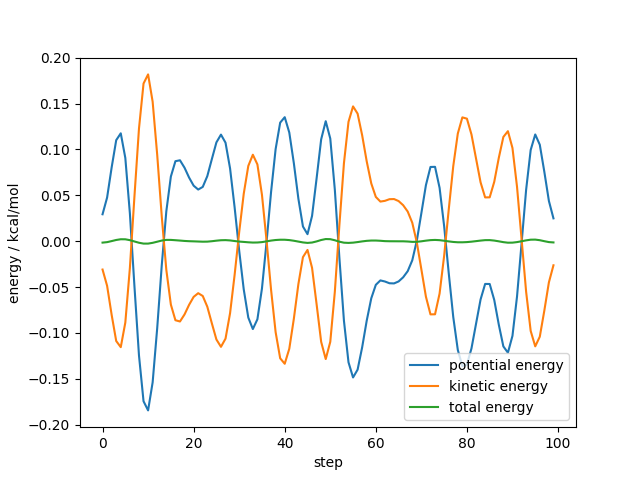 0.20
0.15
0.10
0.05
0.00
−0.05
−0.10
−0.15
−0.20
energy / kcal/mol
potential energy
kinetic energy
total energy
0 20 40 60 80 100
step